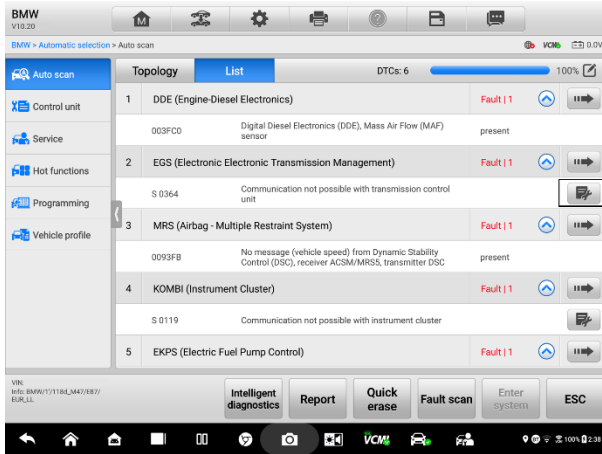 BMW
V10.20
BMW > Automatic selection > Auto scan
VCMI 0.0V
Auto scan
Control unit
Service
Hot functions
Programming
Vehicle profile
Topology List DTCs: 6 100%
1 DDE (Engine-Diesel Electronics) Fault | 1
003FC0 Digital Diesel Electronics (DDE), Mass Air Flow (MAF) present
sensor
2 EGS (Electronic Electronic Transmission Management) Fault | 1
S 0364 Communication not possible with transmission control
unit
3 MRS (Airbag - Multiple Restraint System) Fault | 1
0093FB No message (vehicle speed) from Dynamic Stability present
Control (DSC), receiver ACSM/MRS5, transmitter DSC
4 KOMBI (Instrument Cluster) Fault | 1
S 0119 Communication not possible with instrument cluster
5 EKPS (Electric Fuel Pump Control) Fault | 1
VIN:
Info: BMW/1'/118d_M47/E87/
EUR_LL
Intelligent
diagnostics
Report
Quick
erase
Fault scan
Enter
system
ESC
VCMI 100% 2:38